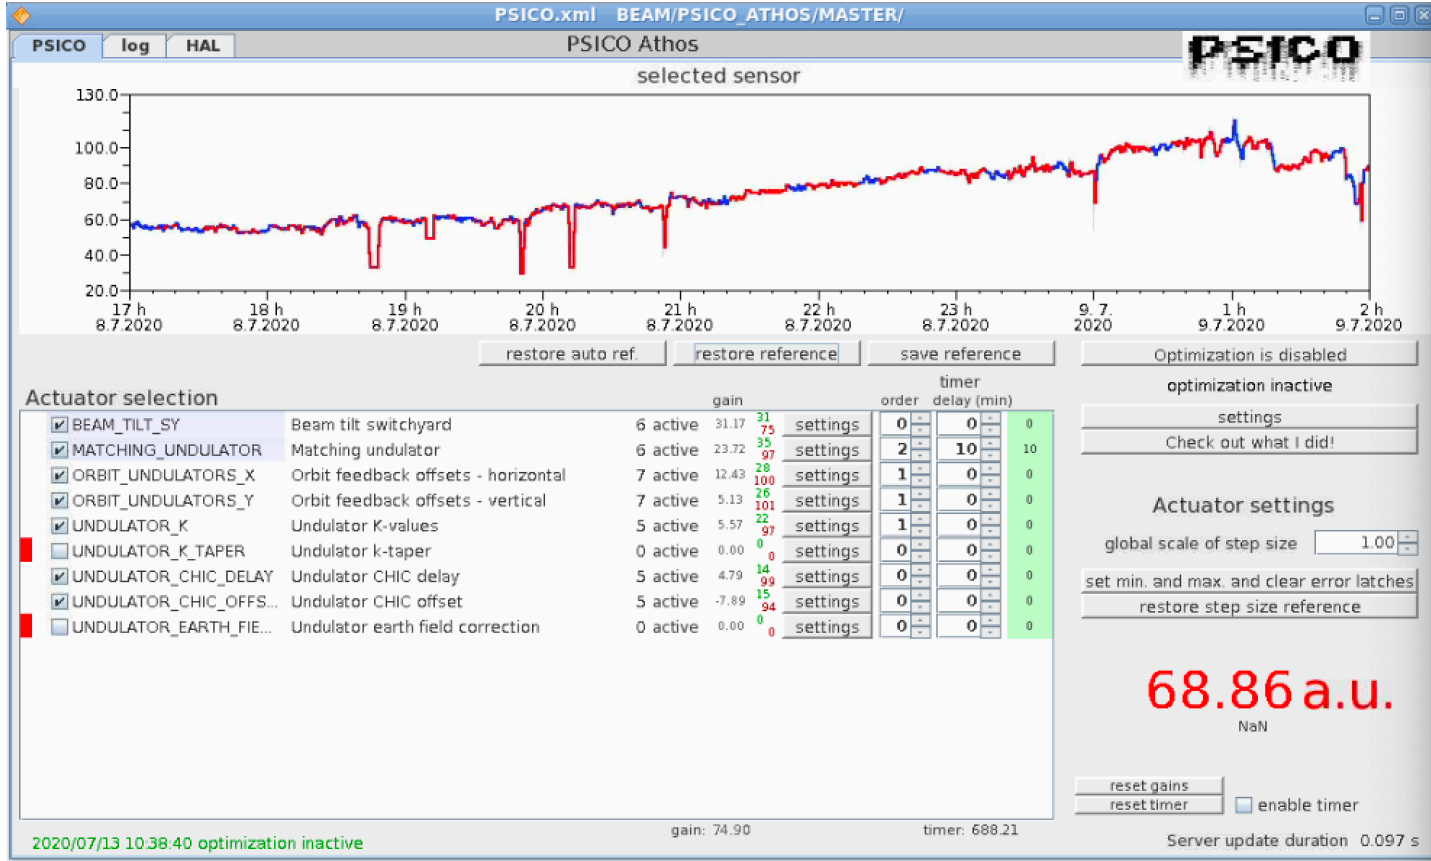 PSICO.xml BEAM/PSICO_ATHOS/MASTER/
PSICO log HAL PSICO Athos PSICO
selected sensor
130.0
100.0
80.0
60.0
40.0
20.0
17 h 18 h 19 h 20 h 21 h 22 h 23 h 9. 7. 1 h 2 h
8.7.2020 8.7.2020 8.7.2020 8.7.2020 8.7.2020 8.7.2020 8.7.2020 2020 9.7.2020 9.7.2020
restore auto ref. restore reference save reference Optimization is disabled
optimization inactive
Actuator selection gain order timer delay (min)
BEAM_TILT_SY Beam tilt switchyard 6 active 31.17 31 75 settings 0 0 0
MATCHING_UNDULATOR Matching undulator 6 active 23.72 35 97 settings 2 10 10
ORBIT_UNDULATORS_X Orbit feedback offsets - horizontal 7 active 12.43 28 100 settings 1 0 0
ORBIT_UNDULATORS_Y Orbit feedback offsets - vertical 7 active 5.13 26 101 settings 1 0 0
UNDULATOR_K Undulator K-values 5 active 5.57 22 97 settings 1 0 0
UNDULATOR_K_TAPER Undulator k-taper 0 active 0.00 0 0 settings 0 0 0
UNDULATOR_CHIC_DELAY Undulator CHIC delay 5 active 4.79 14 99 settings 0 0 0
UNDULATOR_CHIC_OFFS... Undulator CHIC offset 5 active -7.89 15 94 settings 0 0 0
UNDULATOR_EARTH_FIE... Undulator earth field correction 0 active 0.00 0 0 settings 0 0 0
settings
Check out what I did!
Actuator settings
global scale of step size 1.00
set min. and max. and clear error latches
restore step size reference
68.86 a.u.
NaN
reset gains
reset timer enable timer
gain: 74.90 timer: 688.21
2020/07/13 10:38:40 optimization inactive
Server update duration 0.097 s